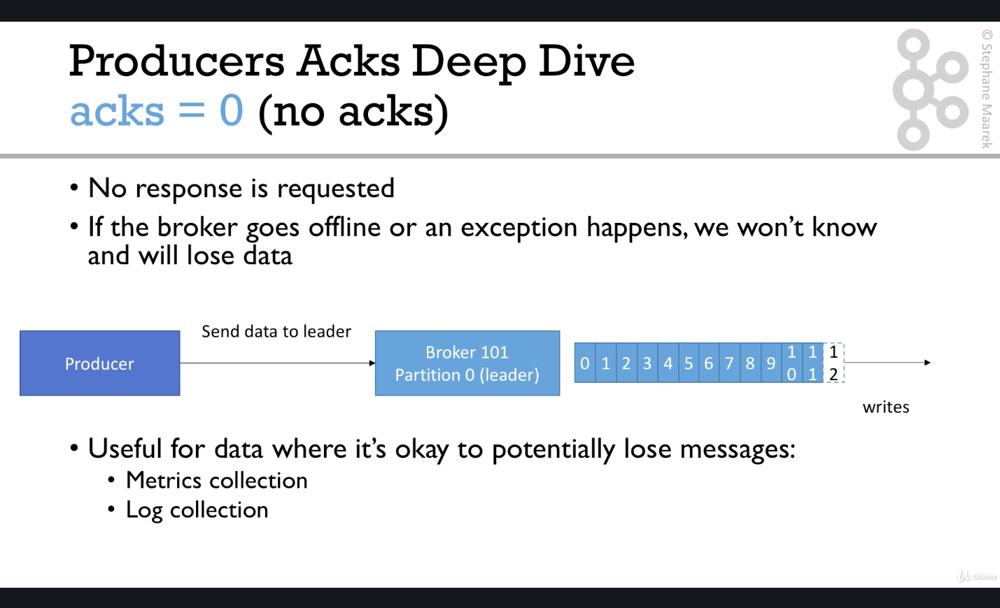 Producers Acks Deep Dive
acks = 0 (no acks)
© Stephane Maarek
• No response is requested
• If the broker goes offline or an exception happens, we won’t know
and will lose data
Send data to leader
Producer
Broker 101
Partition 0 (leader)
0 1 2 3 4 5 6 7 8 9 10 11 12
writes
• Useful for data where it’s okay to potentially lose messages:
• Metrics collection
• Log collection
Udemy